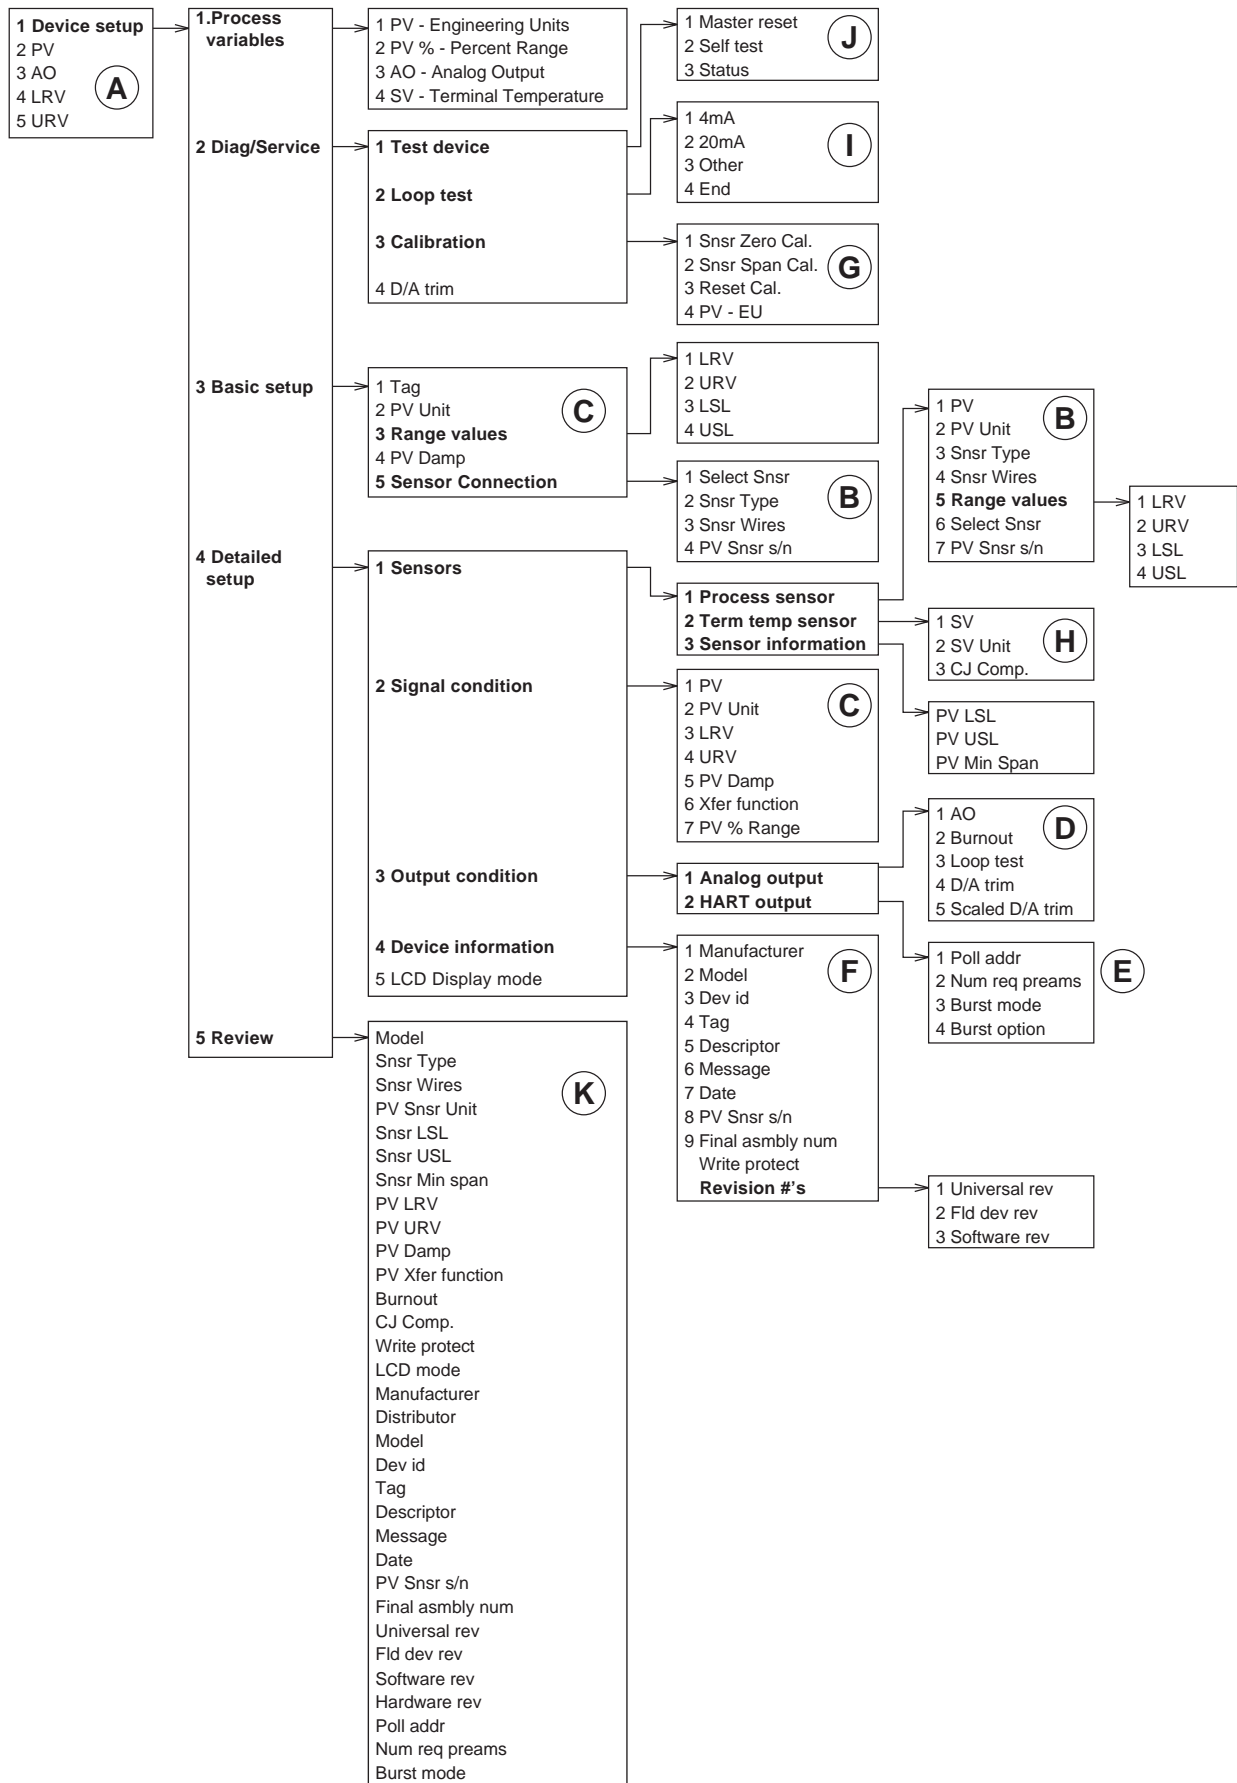 1 Device setup
2 PV
3 AO
4 LRV
5 URV
A
1.Process
variables
2 Diag/Service
3 Basic setup
4 Detailed
setup
5 Review
1 PV - Engineering Units
2 PV % - Percent Range
3 AO - Analog Output
4 SV - Terminal Temperature
1 Test device
2 Loop test
3 Calibration
4 D/A trim
1 Master reset
2 Self test
3 Status
J
1 4mA
2 20mA
3 Other
4 End
I
1 Snsr Zero Cal.
2 Snsr Span Cal.
3 Reset Cal.
4 PV - EU
G
1 Tag
2 PV Unit
3 Range values
4 PV Damp
5 Sensor Connection
C
1 LRV
2 URV
3 LSL
4 USL
1 Select Snsr
2 Snsr Type
3 Snsr Wires
4 PV Snsr s/n
B
1 Sensors
2 Signal condition
3 Output condition
4 Device information
5 LCD Display mode
1 Process sensor
2 Term temp sensor
3 Sensor information
1 PV
2 PV Unit
3 Snsr Type
4 Snsr Wires
5 Range values
6 Select Snsr
7 PV Snsr s/n
B
1 LRV
2 URV
3 LSL
4 USL
1 SV
2 SV Unit
3 CJ Comp.
H
PV LSL
PV USL
PV Min Span
1 PV
2 PV Unit
3 LRV
4 URV
5 PV Damp
6 Xfer function
7 PV % Range
C
1 Analog output
2 HART output
1 AO
2 Burnout
3 Loop test
4 D/A trim
5 Scaled D/A trim
D
1 Poll addr
2 Num req preams
3 Burst mode
4 Burst option
E
1 Manufacturer
2 Model
3 Dev id
4 Tag
5 Descriptor
6 Message
7 Date
8 PV Snsr s/n
9 Final asmbly num
Write protect
Revision #'s
F
1 Universal rev
2 Fld dev rev
3 Software rev
Model
Snsr Type
Snsr Wires
PV Snsr Unit
Snsr LSL
Snsr USL
Snsr Min span
PV LRV
PV URV
PV Damp
PV Xfer function
Burnout
CJ Comp.
Write protect
LCD mode
Manufacturer
Distributor
Model
Dev id
Tag
Descriptor
Message
Date
PV Snsr s/n
Final asmbly num
Universal rev
Fld dev rev
Software rev
Hardware rev
Poll addr
Num req preams
Burst mode
K